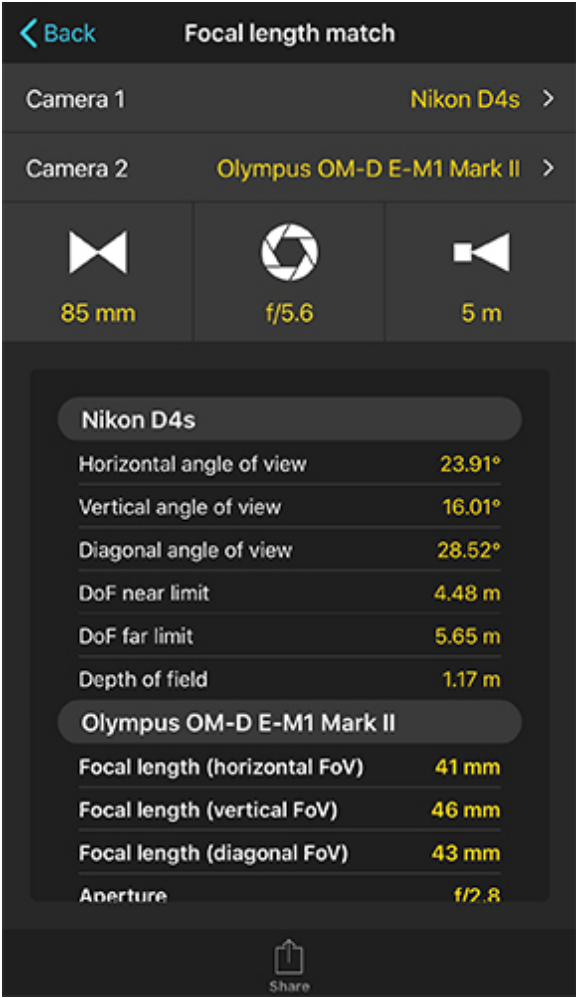 Back Focal length match
Camera 1 Nikon D4s
Camera 2 Olympus OM-D E-M1 Mark II
85 mm f/5.6 5 m
Nikon D4s
Horizontal angle of view 23.91°
Vertical angle of view 16.01°
Diagonal angle of view 28.52°
DoF near limit 4.48 m
DoF far limit 5.65 m
Depth of field 1.17 m
Olympus OM-D E-M1 Mark II
Focal length (horizontal FoV) 41 mm
Focal length (vertical FoV) 46 mm
Focal length (diagonal FoV) 43 mm
Aperture f/2.8
Share